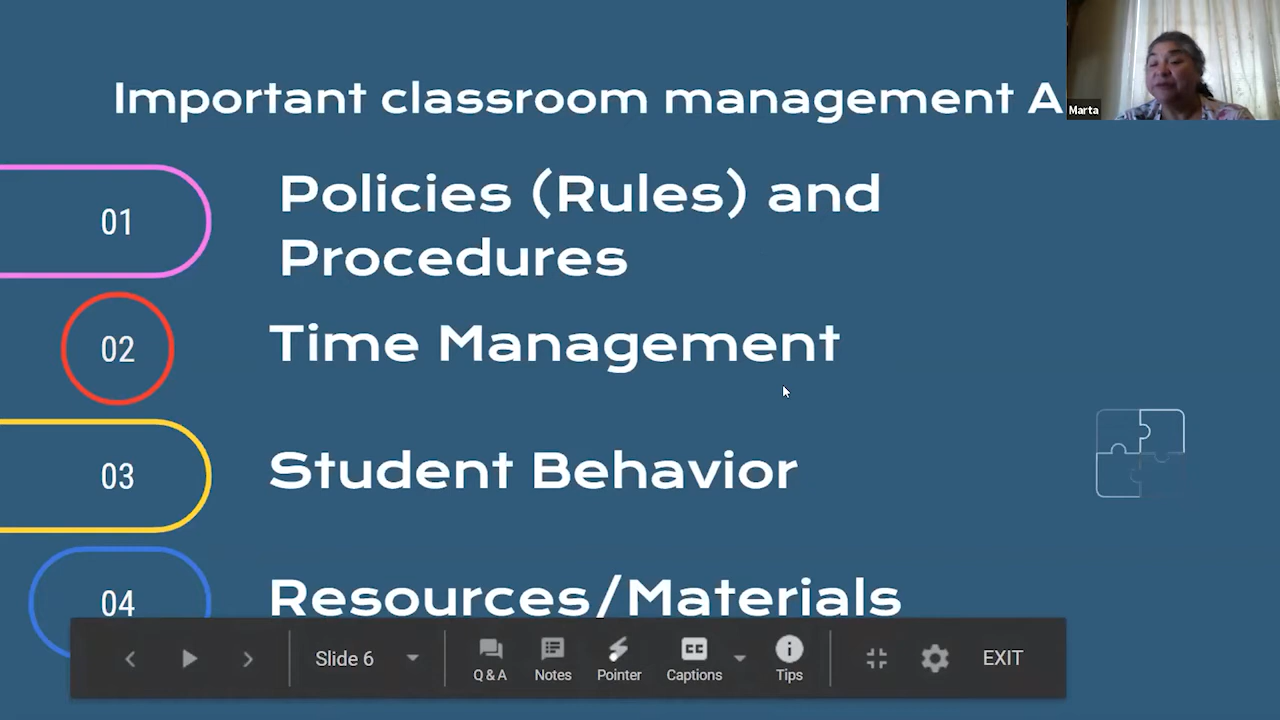 Important classroom management A
Marta
01
Policies (Rules) and
Procedures
02
Time Management
03
Student Behavior
04
Resources/Materials
Slide 6
Q & A
Notes
Pointer
CC
Captions
Tips
EXIT